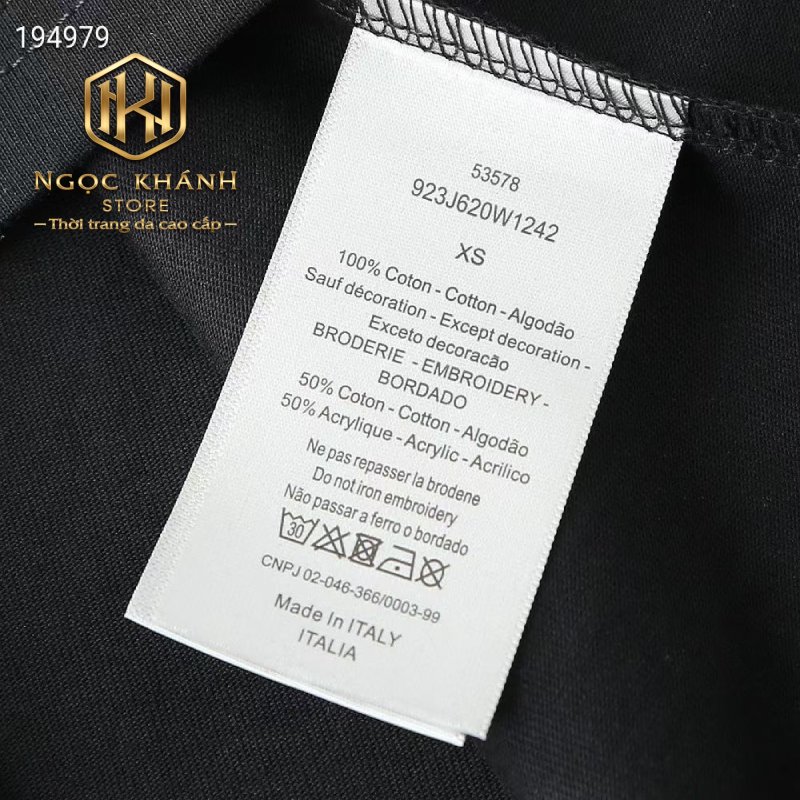 194979
NGỌC KHÁNH
STORE
Thời trang da cao cấp
53578
923J620W1242
XS
100% Coton - Cotton - Algodão
Sauf décoration - Except decoration -
Exceto decoracão
BRODERIE - EMBROIDERY -
BORDADO
50% Coton - Cotton - Algodão
50% Acrylique - Acrylic - Acrilico
Ne pas repasser la brodene
Do not iron embroidery
Não passar a ferro o bordado
30
CNPJ 02-046-366/0003-99
Made in ITALY
ITALIA